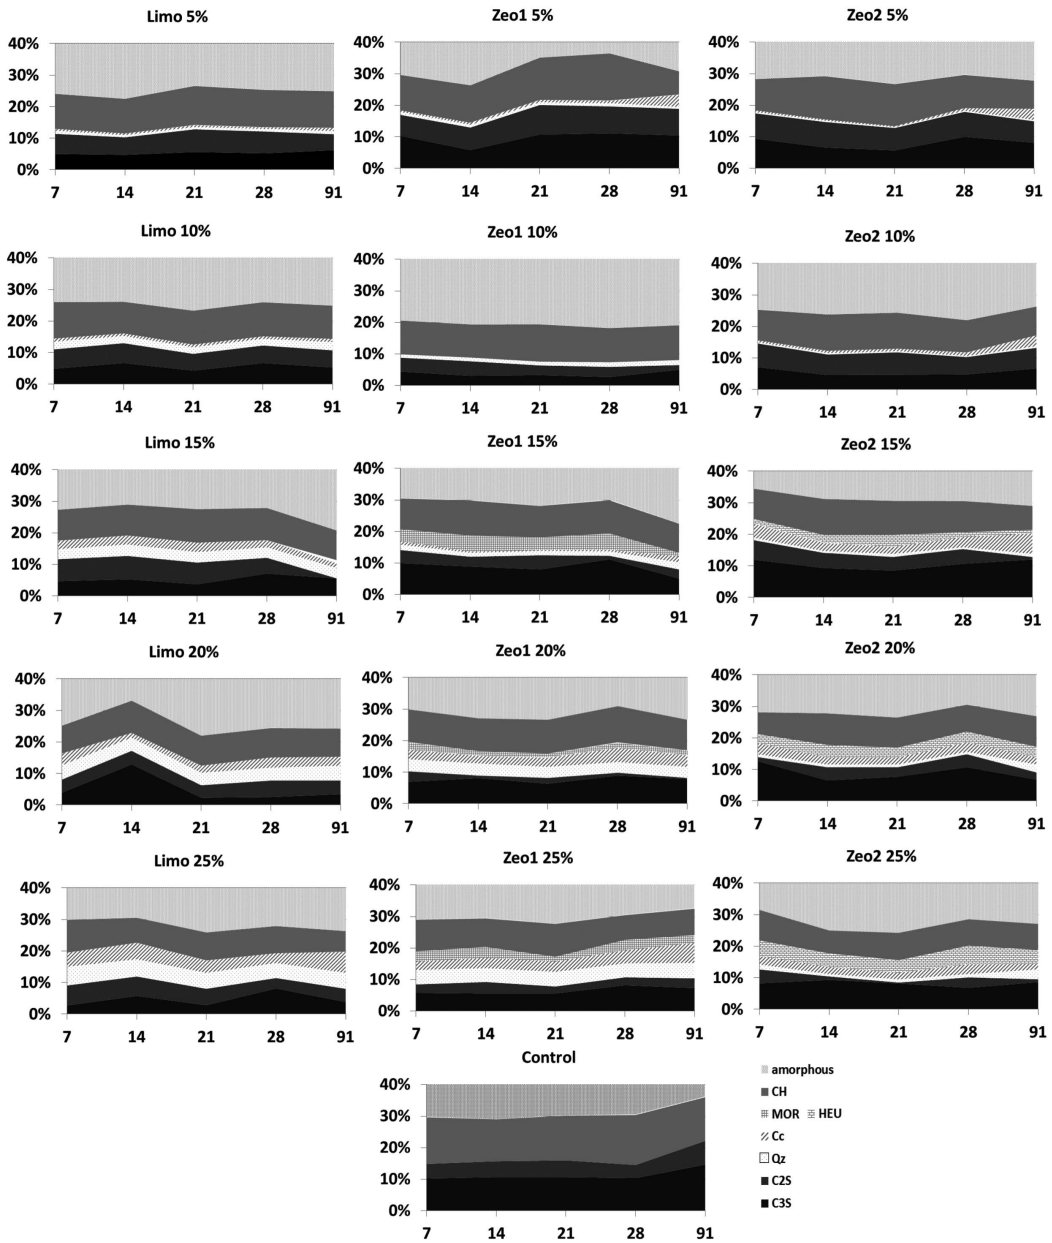 Limo 5%
40%
30%
20%
10%
0%
7 14 21 28 91
Zeo1 5%
40%
30%
20%
10%
0%
7 14 21 28 91
Zeo2 5%
40%
30%
20%
10%
0%
7 14 21 28 91
Limo 10%
40%
30%
20%
10%
0%
7 14 21 28 91
Zeo1 10%
40%
30%
20%
10%
0%
7 14 21 28 91
Zeo2 10%
40%
30%
20%
10%
0%
7 14 21 28 91
Limo 15%
40%
30%
20%
10%
0%
7 14 21 28 91
Zeo1 15%
40%
30%
20%
10%
0%
7 14 21 28 91
Zeo2 15%
40%
30%
20%
10%
0%
7 14 21 28 91
Limo 20%
40%
30%
20%
10%
0%
7 14 21 28 91
Zeo1 20%
40%
30%
20%
10%
0%
7 14 21 28 91
Zeo2 20%
40%
30%
20%
10%
0%
7 14 21 28 91
Limo 25%
40%
30%
20%
10%
0%
7 14 21 28 91
Zeo1 25%
40%
30%
20%
10%
0%
7 14 21 28 91
Zeo2 25%
40%
30%
20%
10%
0%
7 14 21 28 91
Control
40%
30%
20%
10%
0%
7 14 21 28 91
amorphous
CH
MOR HEU
Cc
Qz
C2S
C3S